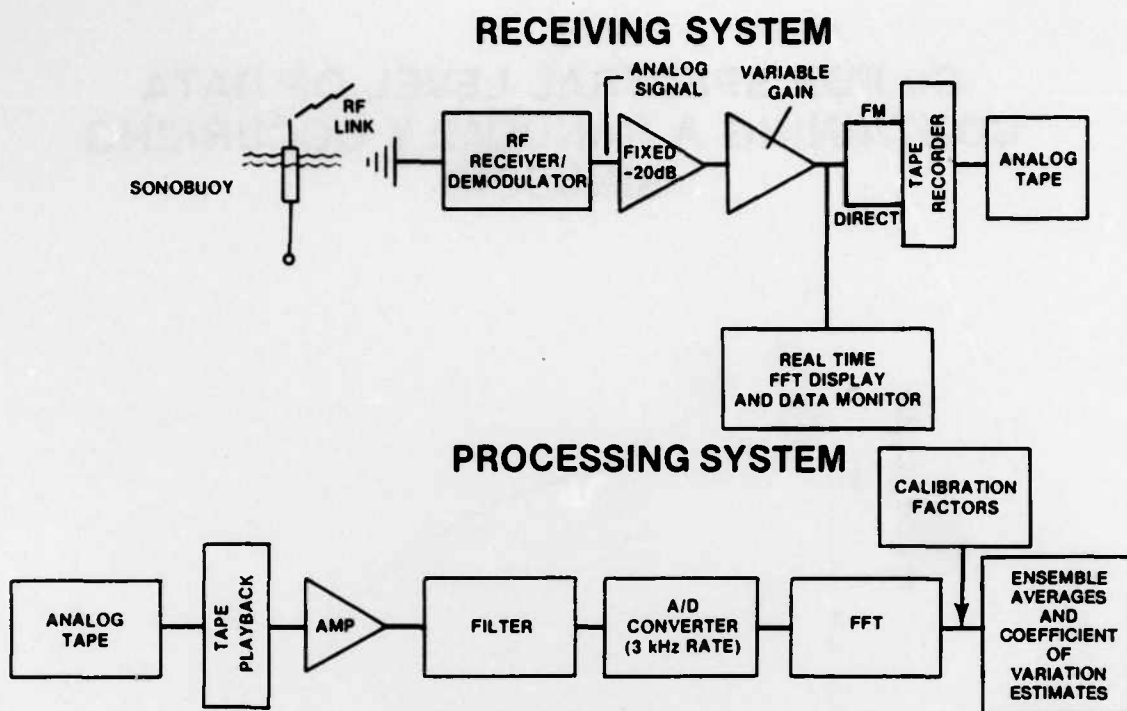 RECEIVING SYSTEM
ANALOG
SIGNAL
VARIABLE
GAIN
RF
LINK
SONOBUOY
RF
RECEIVER/
DEMODULATOR
FIXED
-20dB
FM
DIRECT
TAPE
RECORDER
ANALOG
TAPE
REAL TIME
FFT DISPLAY
AND DATA MONITOR
PROCESSING SYSTEM
CALIBRATION
FACTORS
ANALOG
TAPE
TAPE
PLAYBACK
AMP
FILTER
A/D
CONVERTER
(3 kHz RATE)
FFT
ENSEMBLE
AVERAGES
AND
COEFFICIENT
OF
VARIATION
ESTIMATES